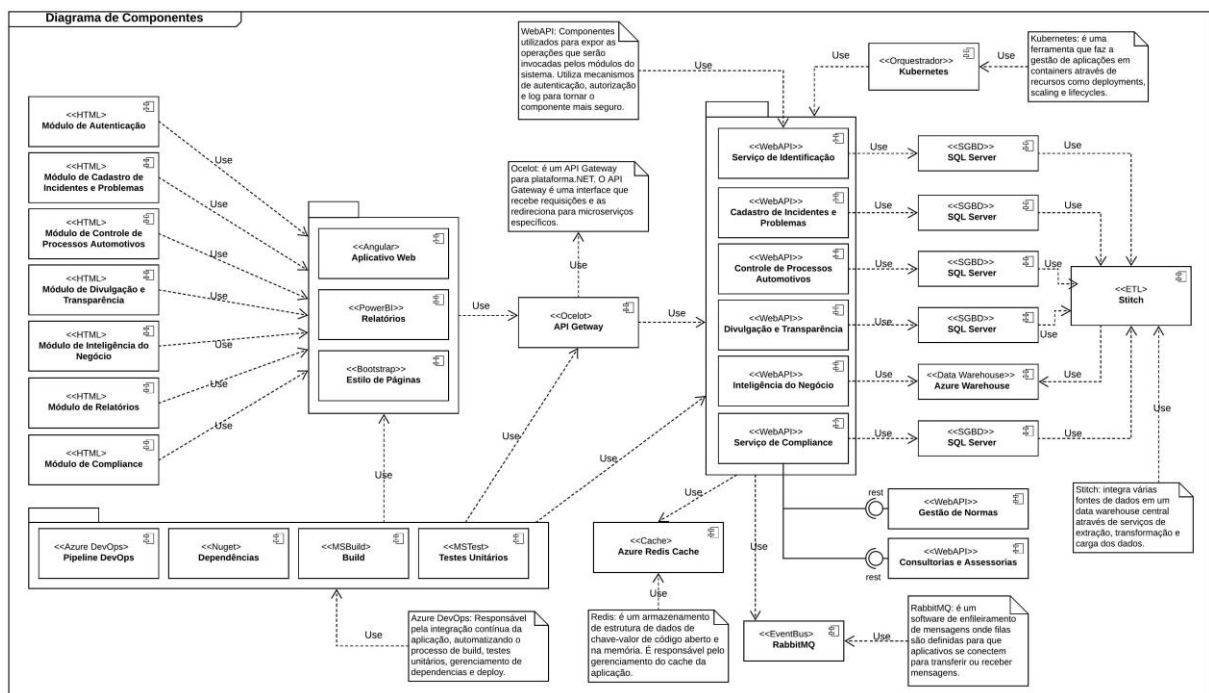 Diagrama de Componentes
WebAPI: Componentes
utilizados para expor as
operações que serão
invocadas pelos módulos do
sistema. Utiliza mecanismos
de autenticação, autorização
e log para tornar o
componente mais seguro.
Use
<<Orquestrador>>
Kubernetes
Use
Kubernetes: é uma
ferramenta que faz a
gestão de aplicações em
containers através de
recursos como deployments,
scaling e lifecycles.
Use
<<HTML>>
Módulo de Autenticação
Use
<<HTML>>
Módulo de Cadastro de
Incidentes e Problemas
Use
<<HTML>>
Módulo de Controle de
Processos Automotivos
Use
<<HTML>>
Módulo de Divulgação e
Transparência
Use
<<HTML>>
Módulo de Inteligência do
Negócio
Use
<<HTML>>
Módulo de Relatórios
Use
<<HTML>>
Módulo de Compliance
Use
<<Angular>>
Aplicativo Web
<<PowerBI>>
Relatórios
<<Bootstrap>>
Estilo de Páginas
Use
Ocelot: é um API Gateway
para plataforma.NET. O API
Gateway é uma interface que
recebe requisições e as
redireciona para microserviços
específicos.
Use
<<Ocelot>>
API Getway
Use
<<WebAPI>>
Serviço de Identificação
<<WebAPI>>
Cadastro de Incidentes e
Problemas
<<WebAPI>>
Controle de Processos
Automotivos
<<WebAPI>>
Divulgação e Transparência
<<WebAPI>>
Inteligência do Negócio
<<WebAPI>>
Serviço de Compliance
Use
<<SGBD>>
SQL Server
Use
<<SGBD>>
SQL Server
Use
<<SGBD>>
SQL Server
Use
Use
<<SGBD>>
SQL Server
Use
Use
<<Data Warehouse>>
Azure Warehouse
Use
<<SGBD>>
SQL Server
<<ETL>>
Stitch
Use
Stitch: integra várias
fontes de dados em um
data warehouse central
através de serviços de
extração, transformação e
carga dos dados.
rest
<<WebAPI>>
Gestão de Normas
rest
<<WebAPI>>
Consultorias e Assessorias
Use
Use
Use
Use
Use
<<Azure DevOps>>
Pipeline DevOps
<<Nuget>>
Dependências
<<MSBuild>>
Build
<<MSTest>>
Testes Unitários
Use
Azure DevOps: Responsável
pela integração contínua da
aplicação, automatizando o
processo de build, testes
unitários, gerenciamento de
dependencias e deploy.
<<Cache>>
Azure Redis Cache
Use
Redis: é um armazenamento
de estrutura de dados de
chave-valor de código aberto e
na memória. É responsável pelo
gerenciamento do cache da
aplicação.
<<EventBus>>
RabbitMQ
Use
RabbitMQ: é um
software de enfileiramento
de mensagens onde filas
são definidas para que
aplicativos se conectem
para transferir ou receber
mensagens.